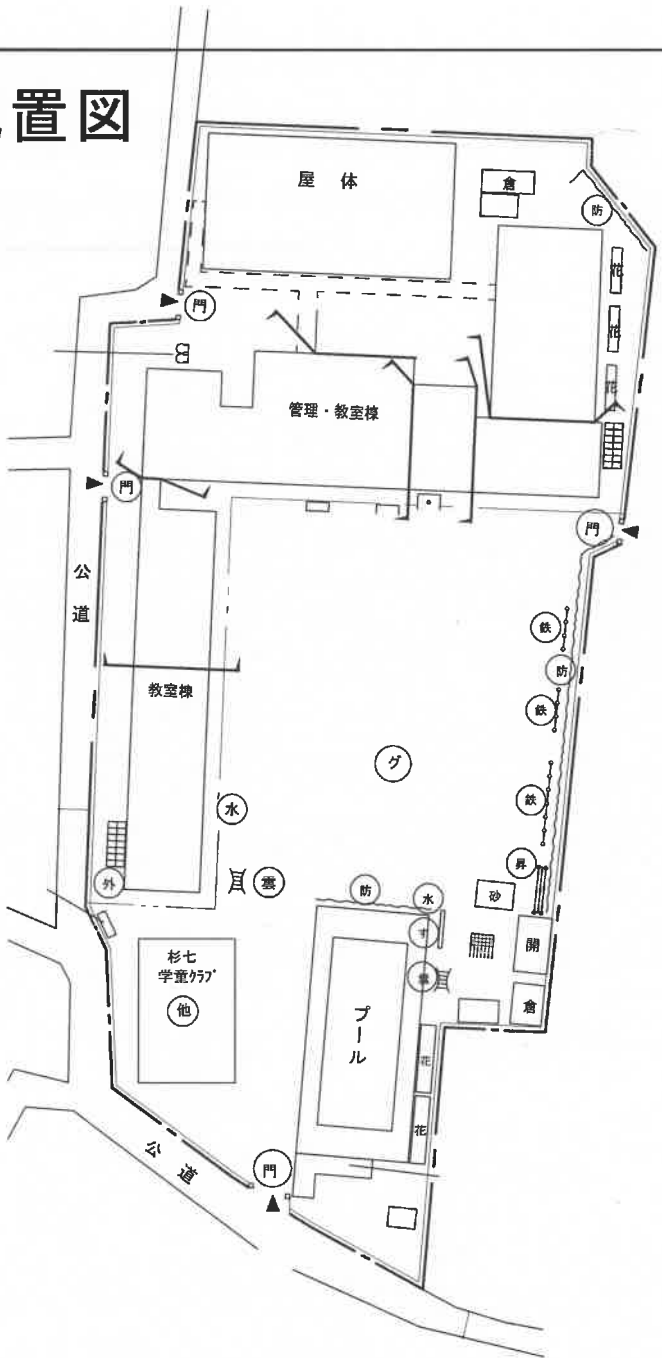 置図
屋 体
倉
防
花
花
花
門
管理・教室棟
門
門
公道
鉄
防
鉄
教室棟
グ
鉄
水
昇
外
雲
防
水
砂
す
開
杉七
学童クラブ
他
雲
倉
プール
花
花
公道
門